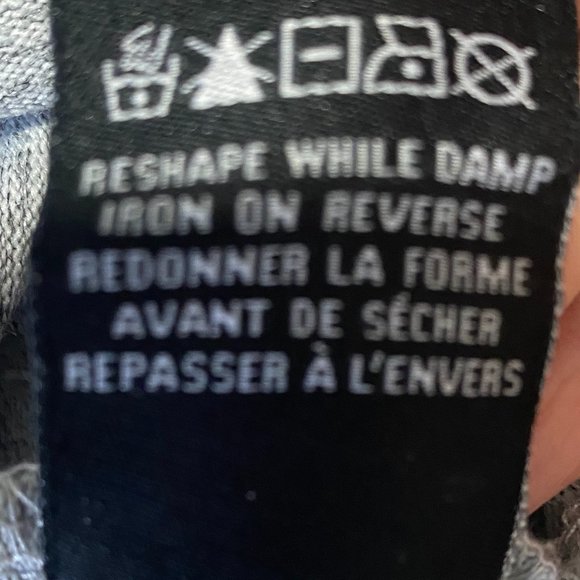 RESHAPE WHILE DAMP
IRON ON REVERSE
REDONNER LA FORME
AVANT DE SÉCHER
REPASSER À L'ENVERS